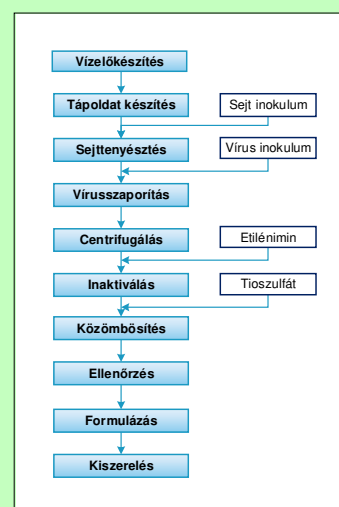 Vízelőkészítés
Tápoldat készítés
Sejt inokulum
Sejttenyésztés
Vírus inokulum
Vírusszaporítás
Centrifugálás
Etilénimin
Inaktiválás
Tioszulfát
Közömbösítés
Ellenőrzés
Formulázás
Kiszerelés